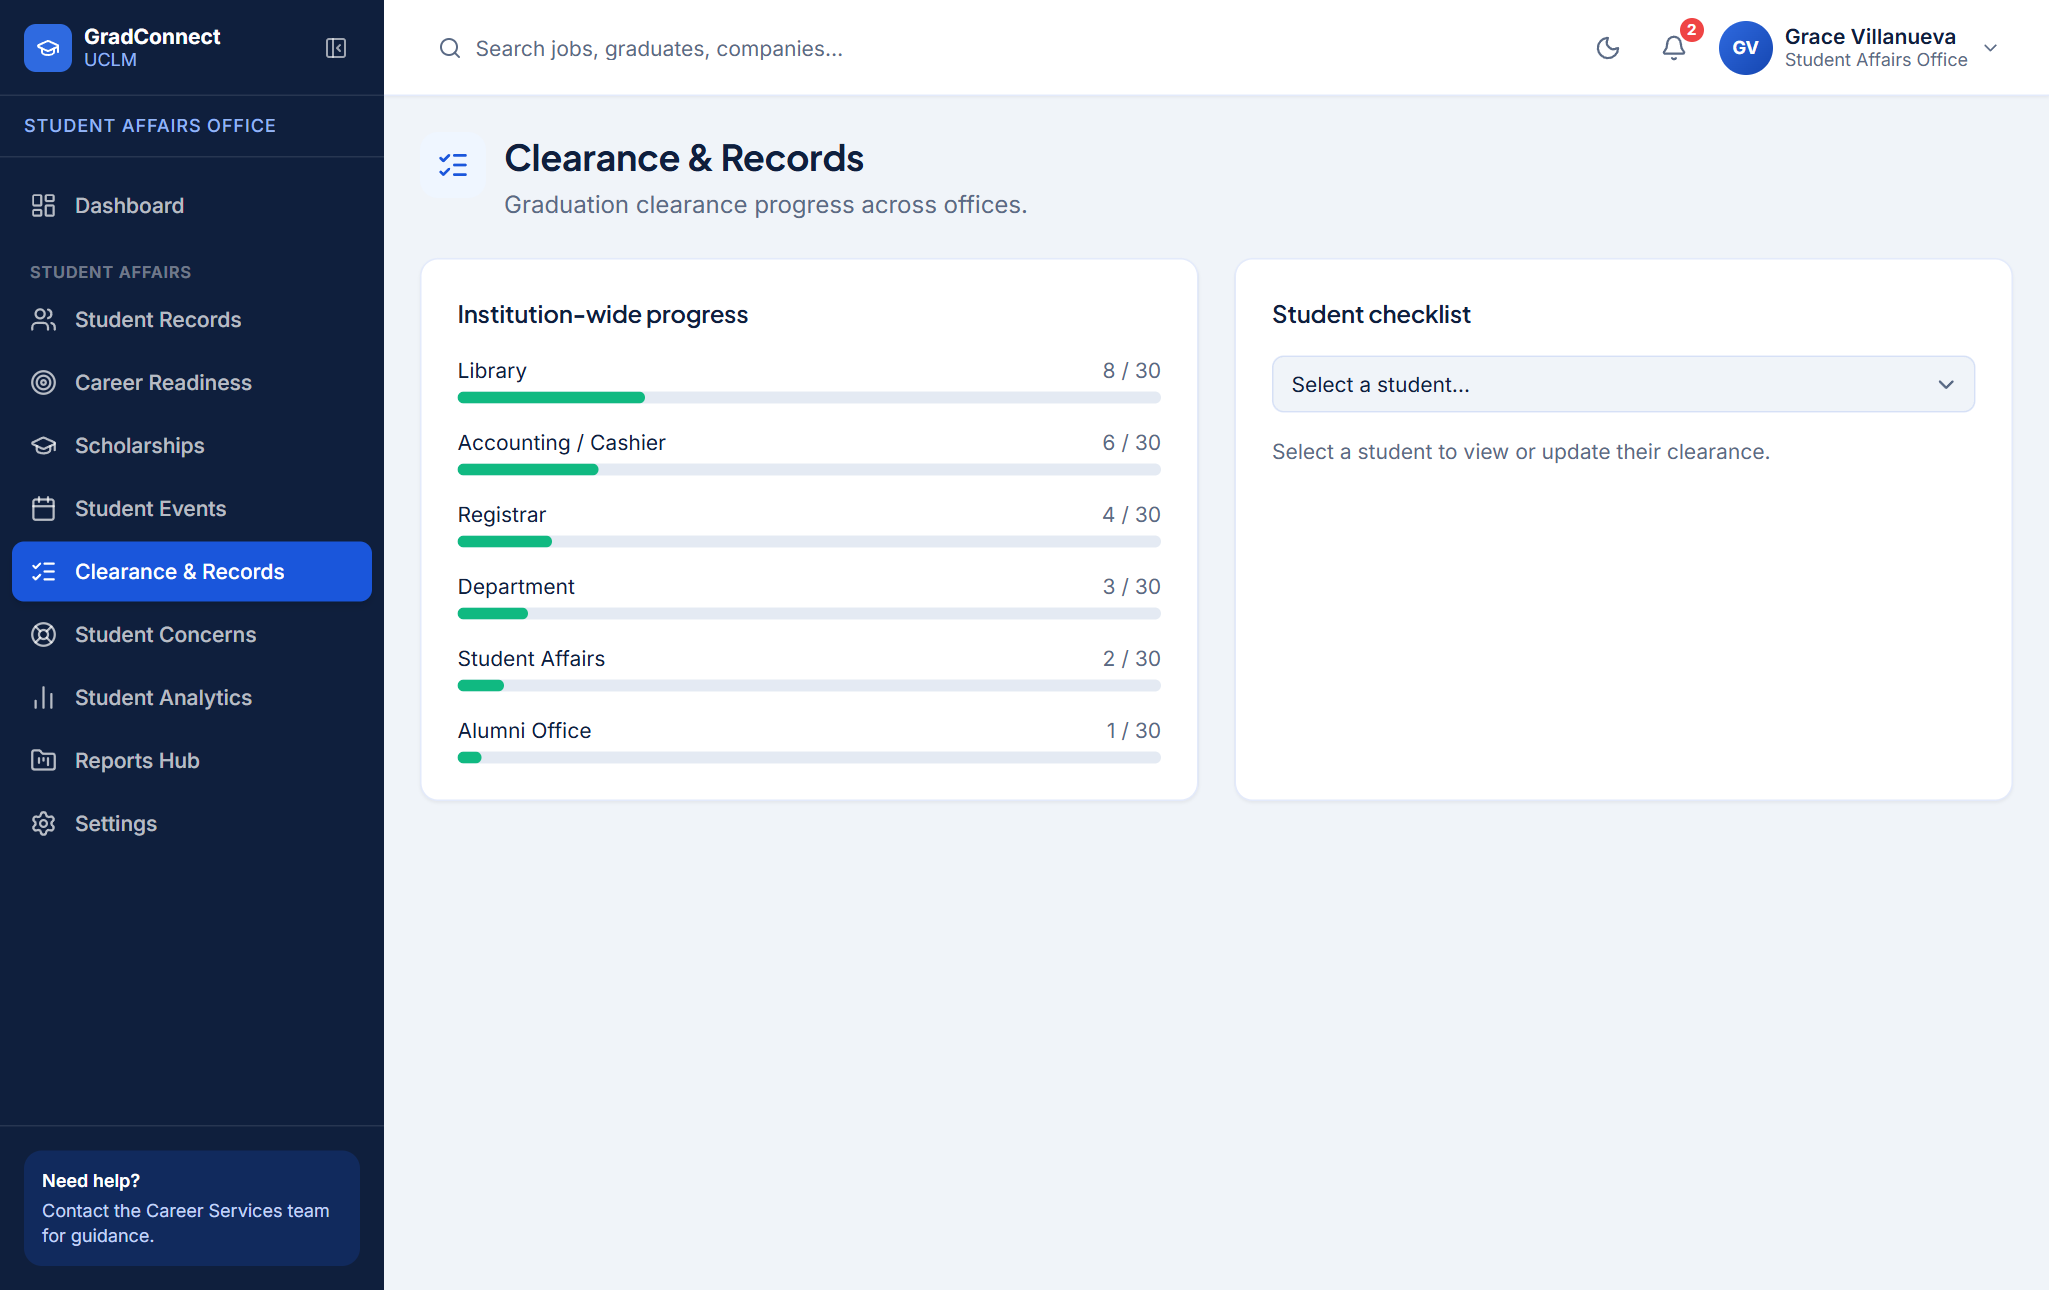 GradConnect
UCLM
STUDENT AFFAIRS OFFICE
Dashboard
STUDENT AFFAIRS
Student Records
Career Readiness
Scholarships
Student Events
Clearance & Records
Student Concerns
Student Analytics
Reports Hub
Settings
Need help?
Contact the Career Services team
for guidance.
Search jobs, graduates, companies...
2
GV
Grace Villanueva
Student Affairs Office
Clearance & Records
Graduation clearance progress across offices.
Institution-wide progress
Library 8 / 30
Accounting / Cashier 6 / 30
Registrar 4 / 30
Department 3 / 30
Student Affairs 2 / 30
Alumni Office 1 / 30
Student checklist
Select a student...
Select a student to view or update their clearance.